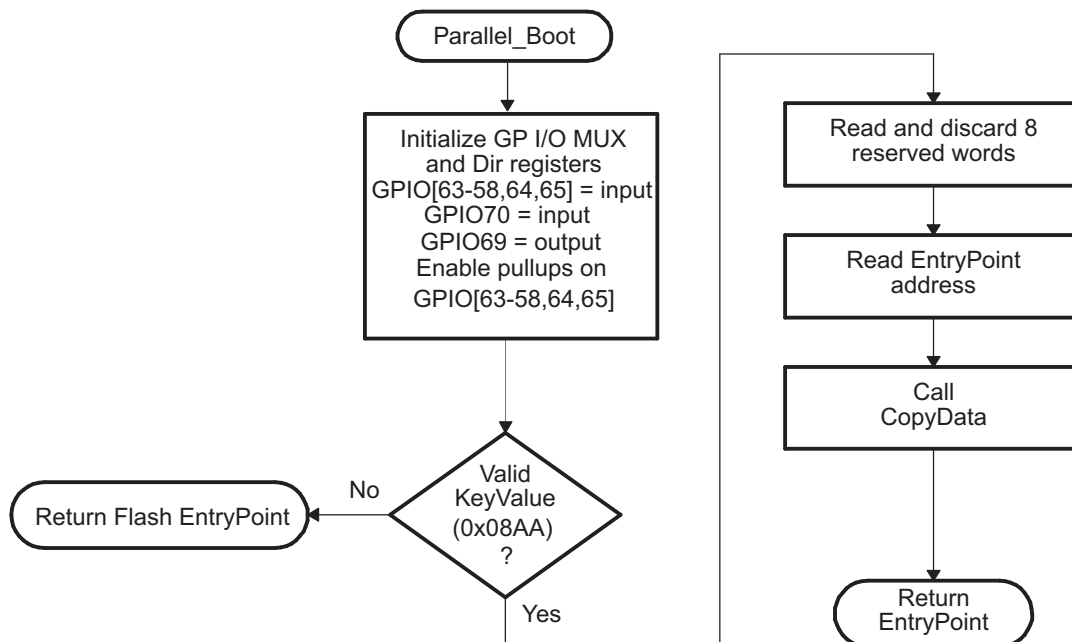 Parallel_Boot
Initialize GP I/O MUX
and Dir registers
GPIO[63-58,64,65] = input
GPIO70 = input
GPIO69 = output
Enable pullups on
GPIO[63-58,64,65]
Valid
KeyValue
(0x08AA)
?
No
Return Flash EntryPoint
Yes
Read and discard 8
reserved words
Read EntryPoint
address
Call
CopyData
Return
EntryPoint